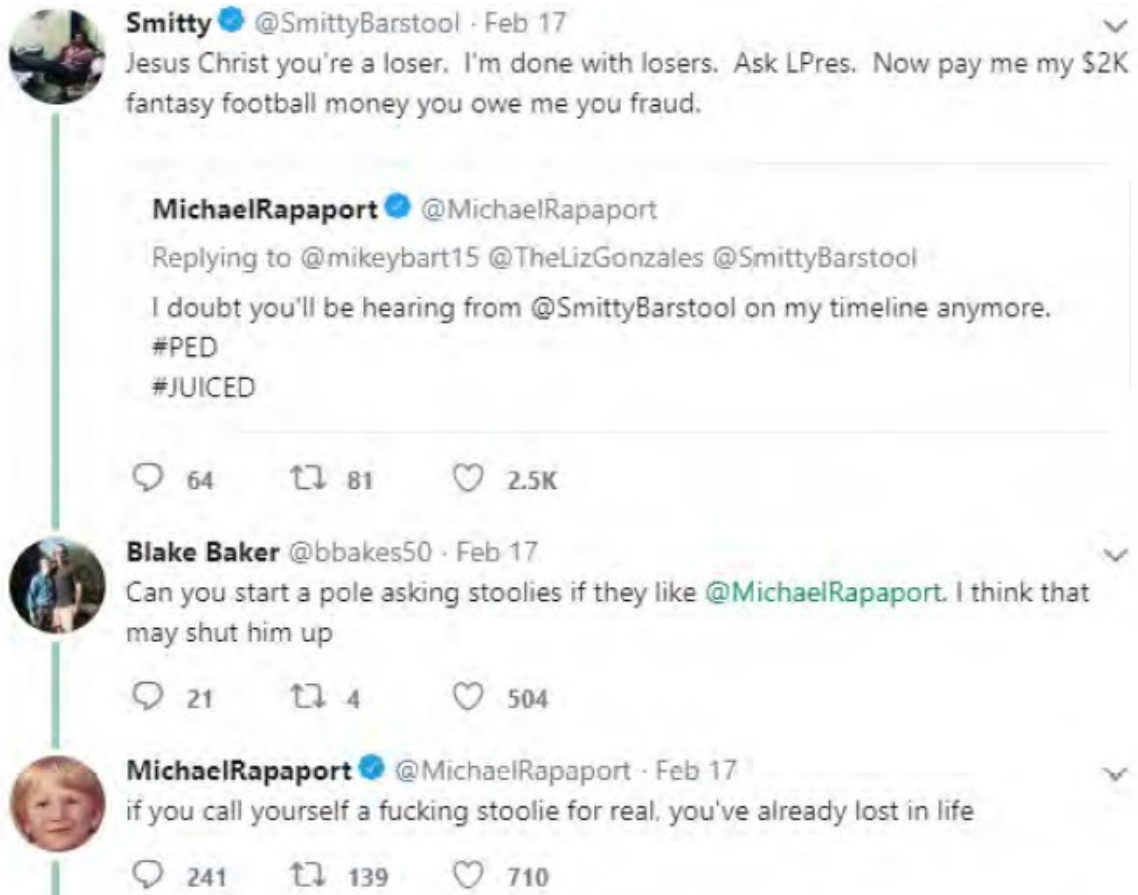 Smitty @SmittyBarstool · Feb 17
Jesus Christ you're a loser. I'm done with losers. Ask LPres. Now pay me my $2K
fantasy football money you owe me you fraud.
MichaelRapaport @MichaelRapaport
Replying to @mikeybart15 @TheLizGonzales @SmittyBarstool
I doubt you'll be hearing from @SmittyBarstool on my timeline anymore.
#PED
#JUICED
64 81 2.5K
Blake Baker @bbakes50 · Feb 17
Can you start a pole asking stoolies if they like @MichaelRapaport. I think that
may shut him up
21 4 504
MichaelRapaport @MichaelRapaport · Feb 17
if you call yourself a fucking stoolie for real. you've already lost in life
241 139 710